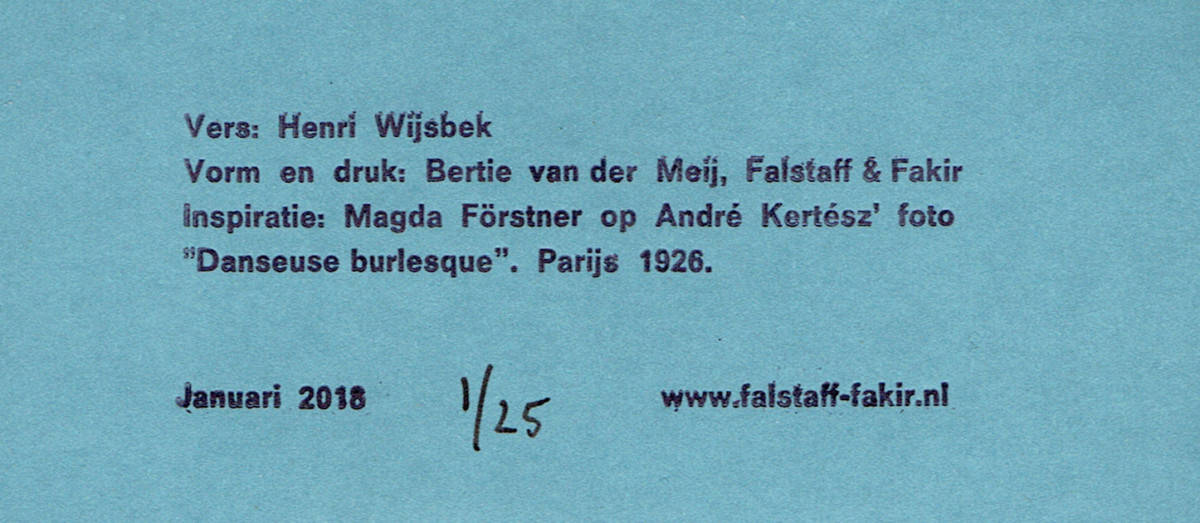 Vers: Henri Wijsbek
Vorm en druk: Bertie van der Meij, Falstaff & Fakir
Inspiratie: Magda Förstner op André Kertész' foto
"Danseuse burlesque". Parijs 1926.
Januari 2018 1/25 www.falstaff-fakir.nl